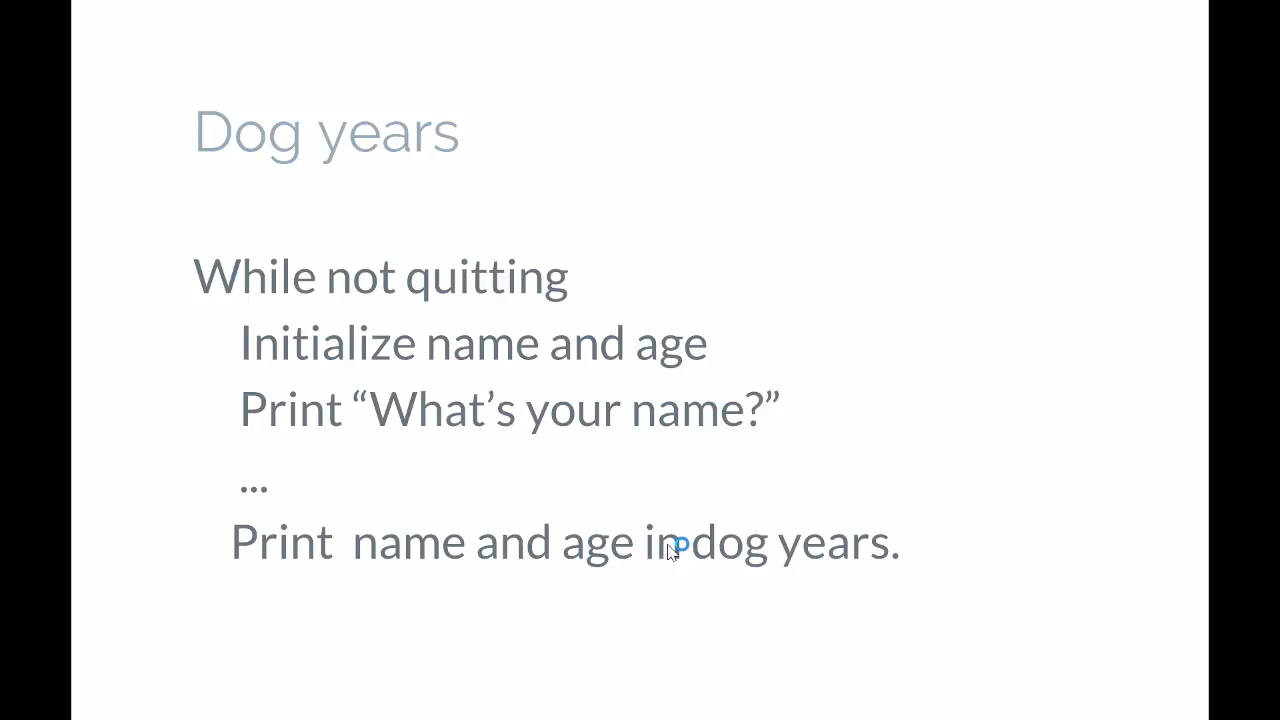 Dog years
While not quitting
Initialize name and age
Print “What’s your name?”
...
Print name and age in dog years.